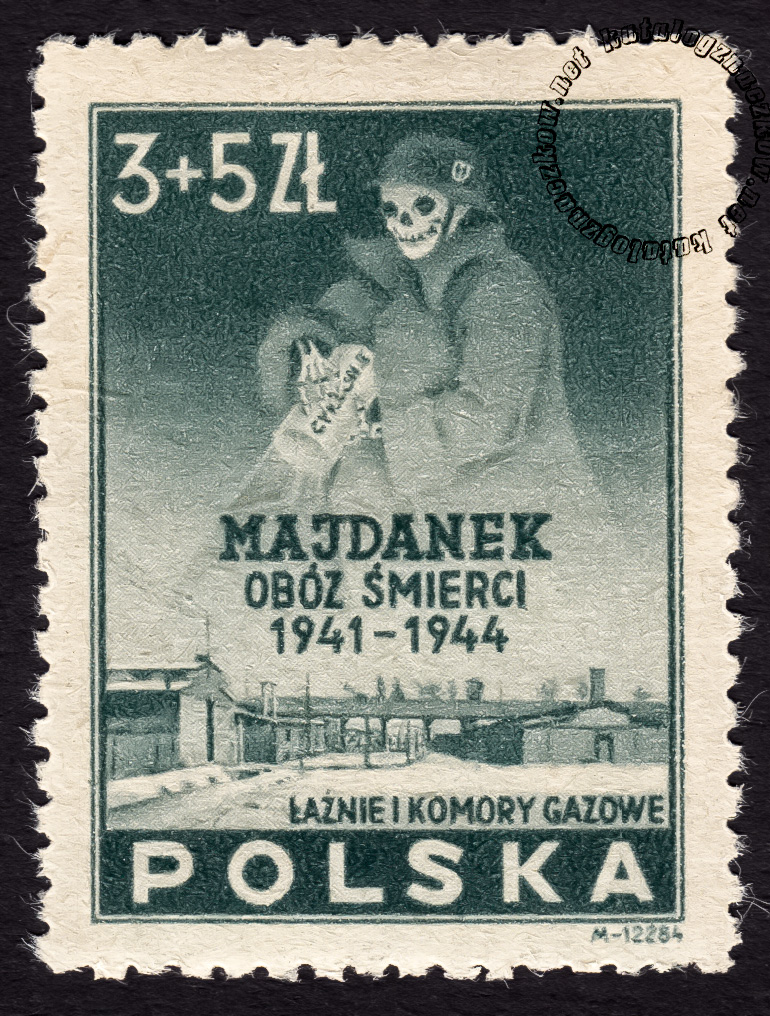 katalogznaczkow.net katalogznaczkow.net
3+5 ZŁ
CYKLON E
MAJDANEK
OBÓZ ŚMIERCI
1941-1944
ŁAŹNIE I KOMORY GAZOWE
POLSKA
M-12284